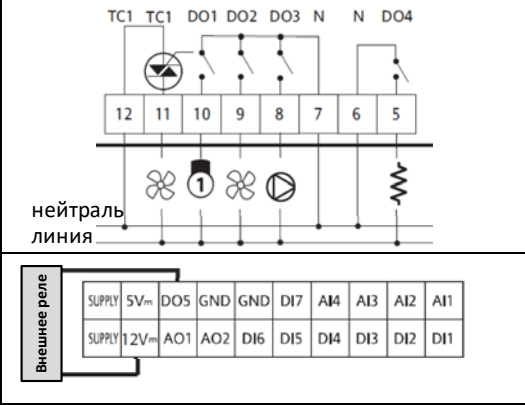 TC1 TC1 DO1 DO2 DO3 N N DO4
12 11 10 9 8 7 6 5
1
нейтраль
линия
Внешнее реле
SUPPLY 5V⎓ DO5 GND GND DI7 AI4 AI3 AI2 AI1
SUPPLY 12V⎓ AO1 AO2 DI6 DI5 DI4 DI3 DI2 DI1